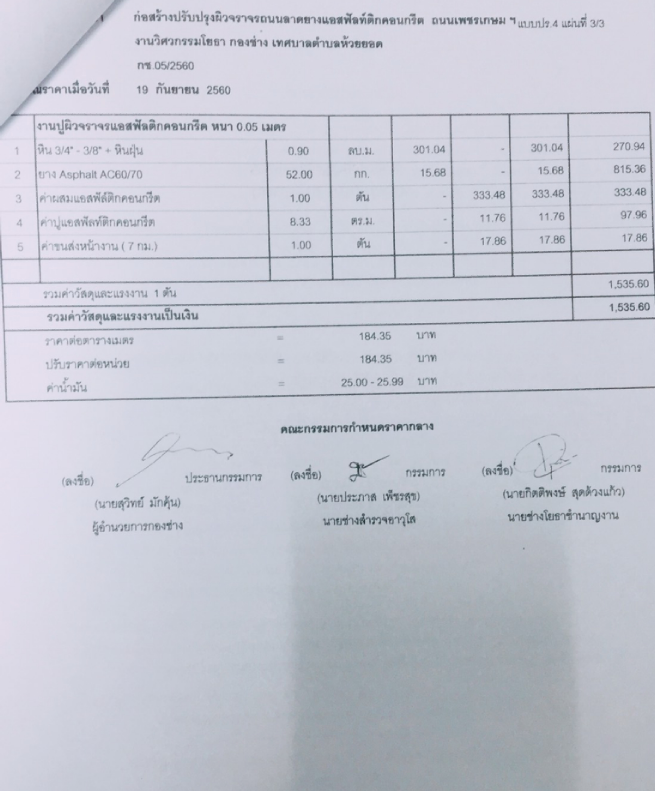 ก่อสร้างปรับปรุงผิวจราจรถนนลาดยางแอสฟัลท์ติกคอนกรีต ถนนเพชรเกษม ฯ แบบปร.4 แผ่นที่ 3/3
งานวิศวกรรมโยธา กองช่าง เทศบาลตำบลห้วยยอด
กช.05/2560
ราคาเมื่อวันที่ 19 กันยายน 2560
งานปูผิวจราจรแอสฟัลติกคอนกรีต หนา 0.05 เมตร
1 หิน 3/4" - 3/8" + หินฝุ่น 0.90 ลบ.ม. 301.04 - 301.04 270.94
2 ยาง Asphalt AC60/70 52.00 กก. 15.68 - 15.68 815.36
3 ค่าผสมแอสฟัล์ติกคอนกรีต 1.00 ตัน - 333.48 333.48 333.48
4 ค่าปูแอสฟัลท์ติกคอนกรีต 8.33 ตร.ม. - 11.76 11.76 97.96
5 ค่าขนส่งหน้างาน ( 7 กม.) 1.00 ตัน - 17.86 17.86 17.86
รวมค่าวัสดุและแรงงาน 1 ตัน 1,535.60
รวมค่าวัสดุและแรงงานเป็นเงิน 1,535.60
ราคาต่อตารางเมตร = 184.35 บาท
ปรับราคาต่อหน่วย = 184.35 บาท
ค่าน้ำมัน = 25.00 - 25.99 บาท
คณะกรรมการกำหนดราคากลาง
(ลงชื่อ) ประธานกรรมการ (ลงชื่อ) กรรมการ (ลงชื่อ) กรรมการ
(นายสุวิทย์ มักคุ้น) (นายประภาส เพ็ชรสุข) (นายกิตติพงษ์ สุดด้วงแก้ว)
ผู้อำนวยการกองช่าง นายช่างสำรวจอาวุโส นายช่างโยธาชำนาญงาน